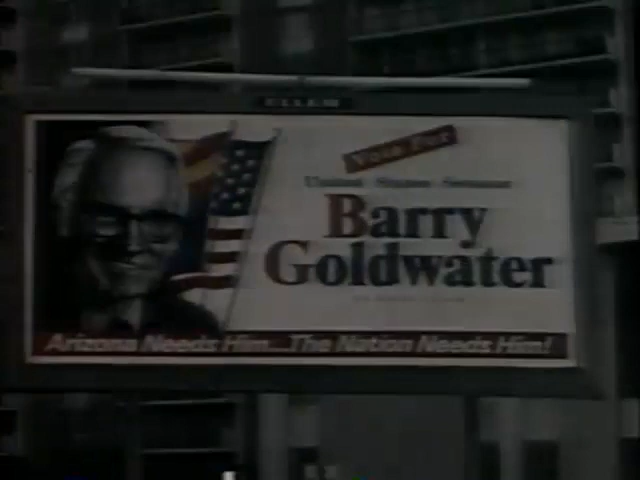 Vote For
United States Senator
Barry
Goldwater
Arizona Needs Him...The Nation Needs Him!